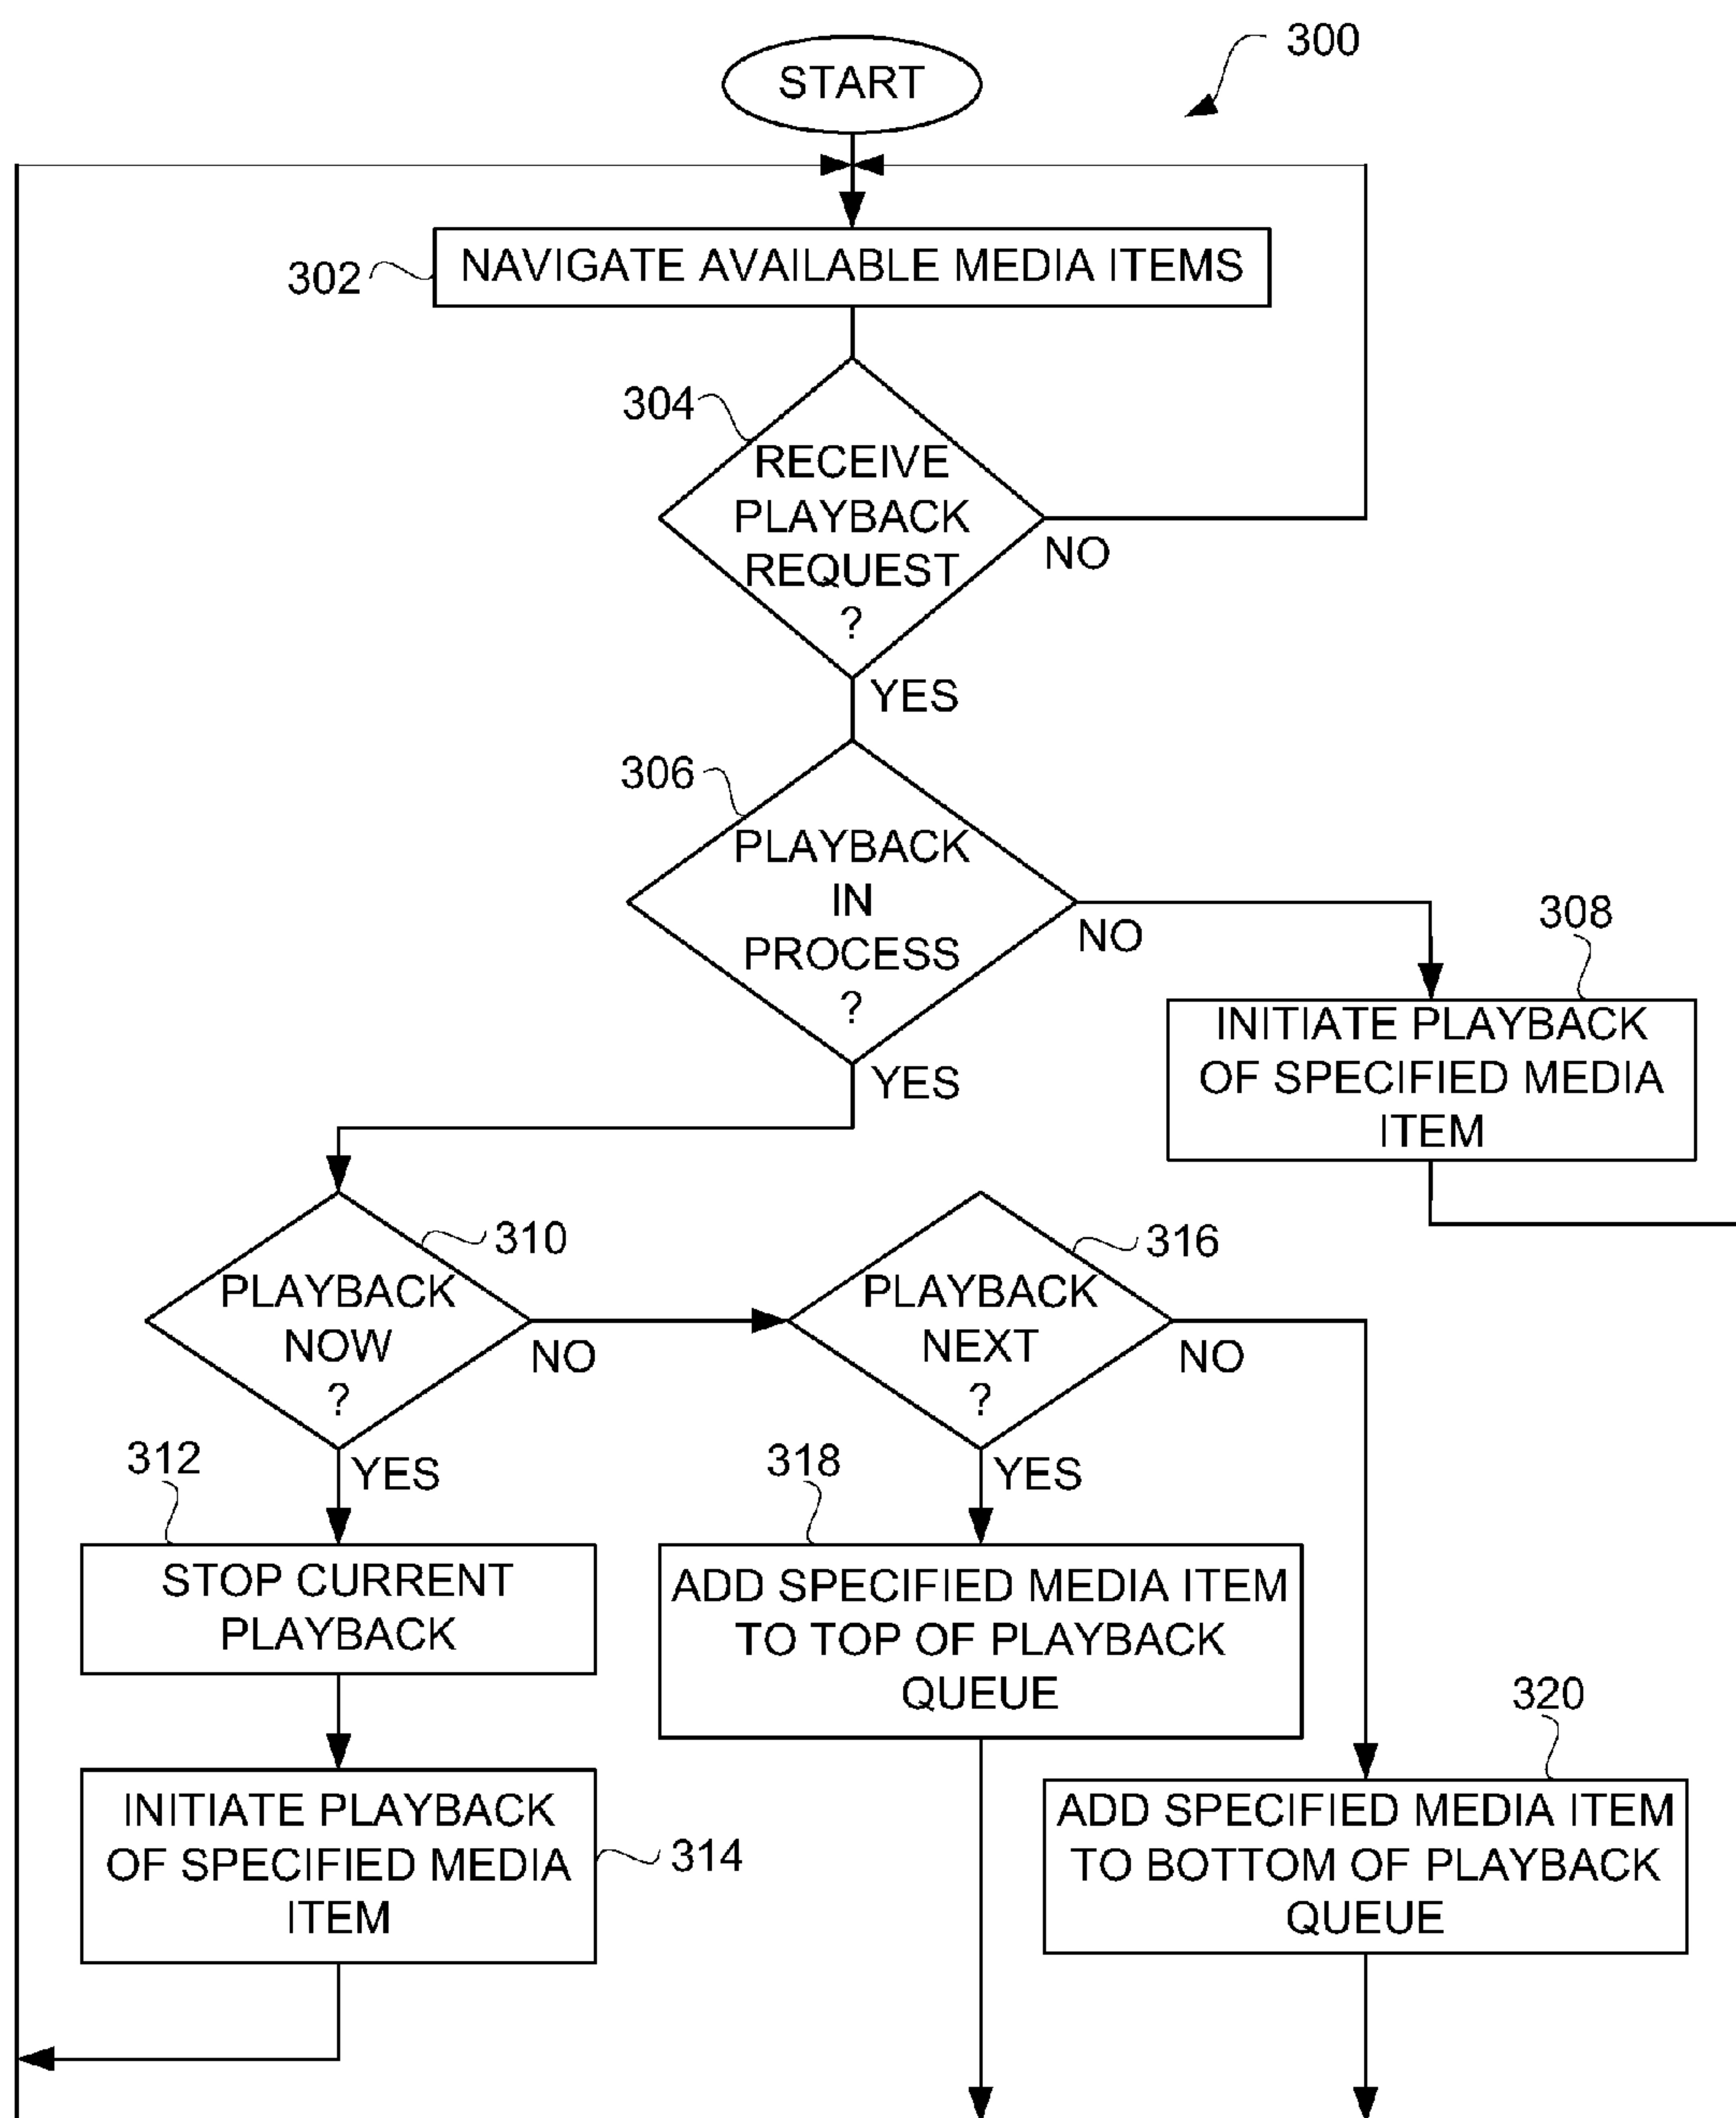 300
START
302
NAVIGATE AVAILABLE MEDIA ITEMS
304
RECEIVE
PLAYBACK
REQUEST
?
NO
YES
306
PLAYBACK
IN
PROCESS
?
NO
YES
308
INITIATE PLAYBACK
OF SPECIFIED MEDIA
ITEM
310
PLAYBACK
NOW
?
NO
YES
316
PLAYBACK
NEXT
?
NO
YES
312
STOP CURRENT
PLAYBACK
318
ADD SPECIFIED MEDIA ITEM
TO TOP OF PLAYBACK
QUEUE
314
INITIATE PLAYBACK
OF SPECIFIED MEDIA
ITEM
320
ADD SPECIFIED MEDIA ITEM
TO BOTTOM OF PLAYBACK
QUEUE